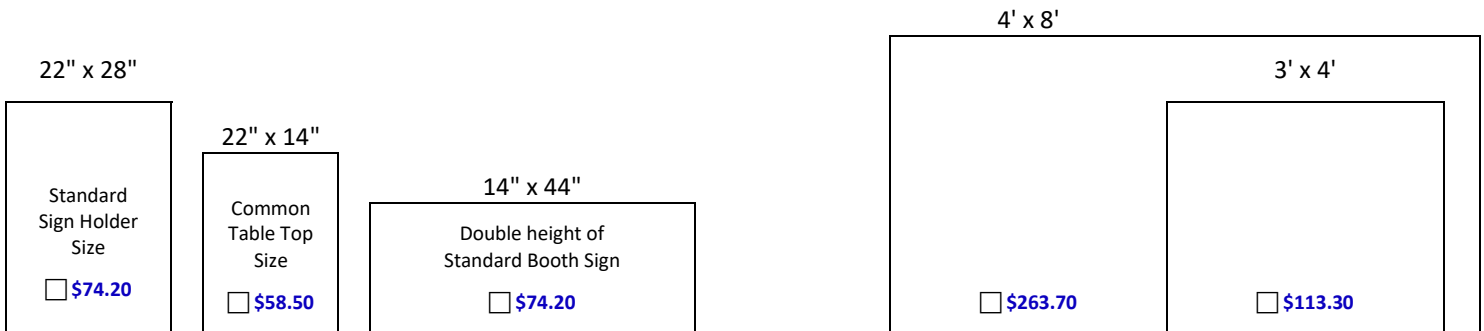 22" x 28"
Standard
Sign Holder
Size
☐ $74.20
22" x 14"
Common
Table Top
Size
☐ $58.50
14" x 44"
Double height of
Standard Booth Sign
☐ $74.20
4' x 8'
☐ $263.70
3' x 4'
☐ $113.30